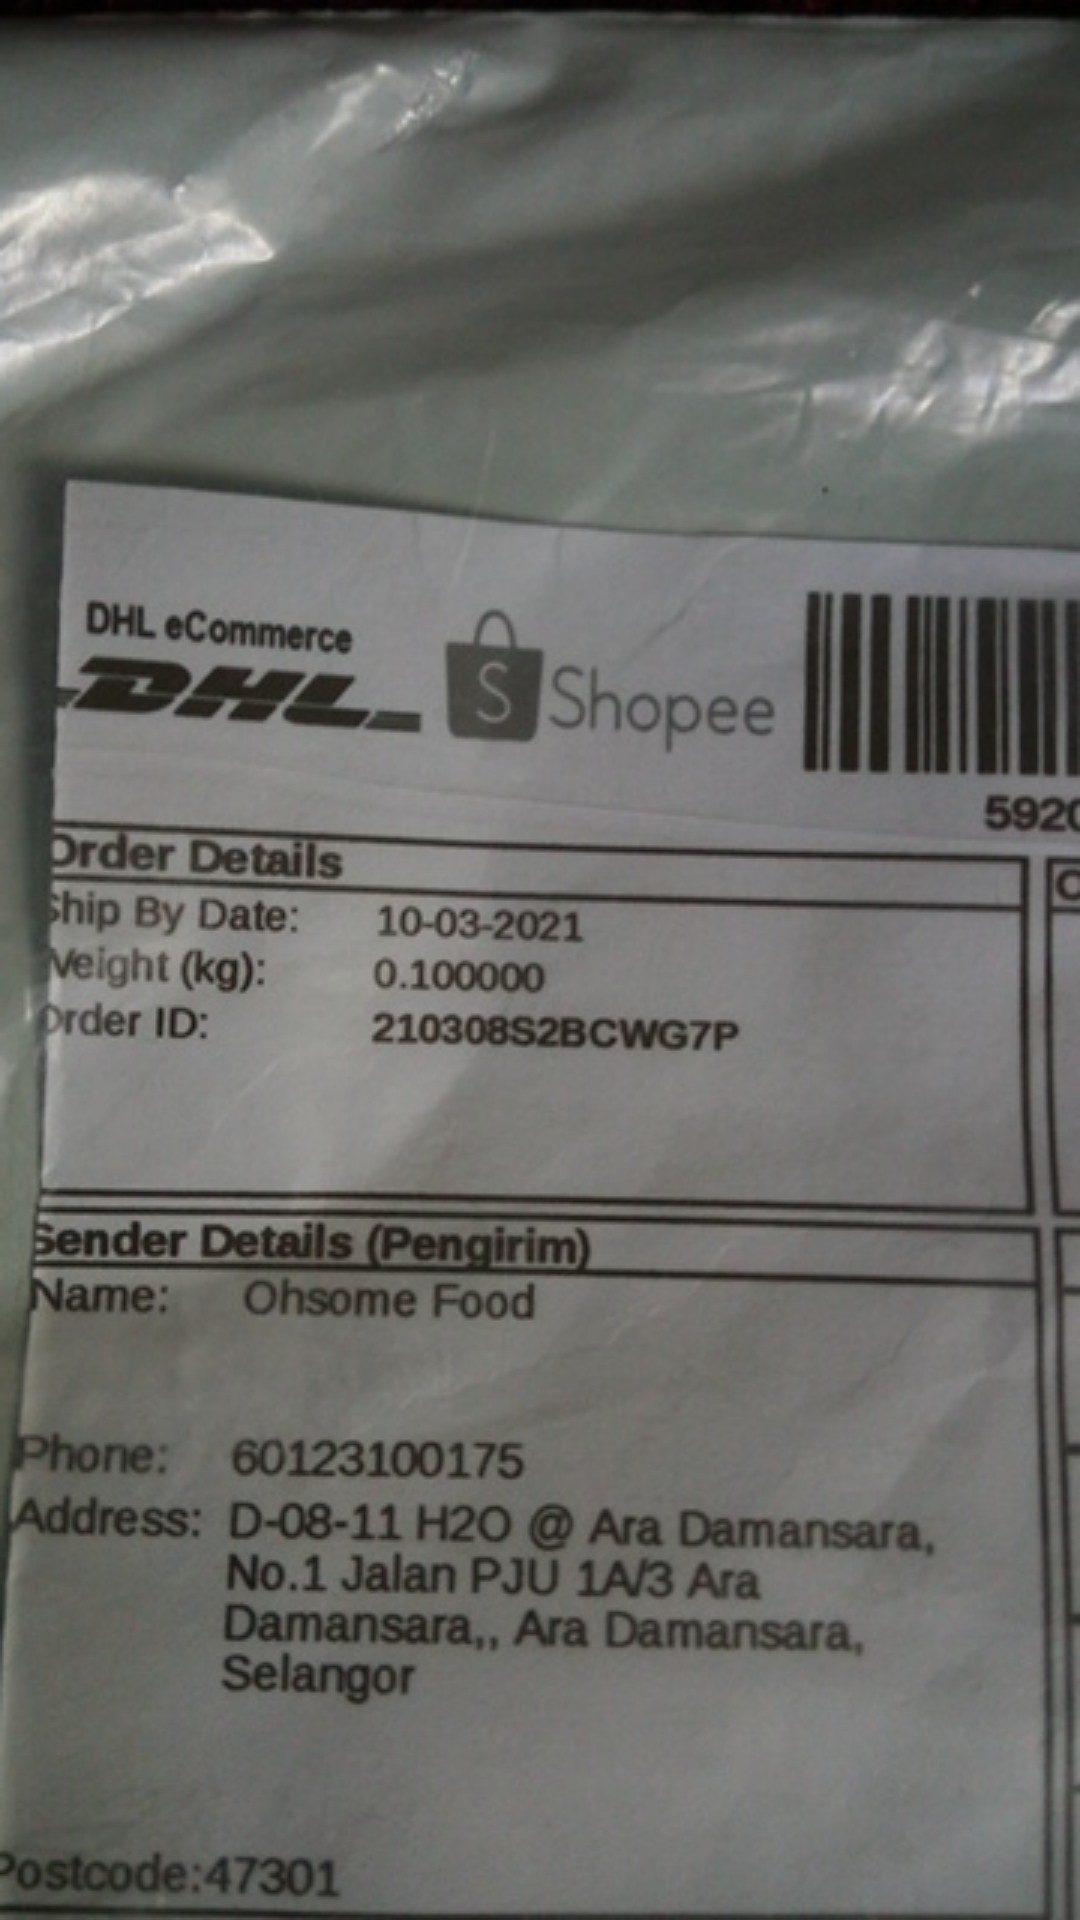 DHL eCommerce
DHL
S Shopee
5920
Order Details
Ship By Date: 10-03-2021
Weight (kg): 0.100000
Order ID: 210308S2BCWG7P
Sender Details (Pengirim)
Name: Ohsome Food
Phone: 60123100175
Address: D-08-11 H2O @ Ara Damansara,
No.1 Jalan PJU 1A/3 Ara
Damansara,, Ara Damansara,
Selangor
Postcode:47301